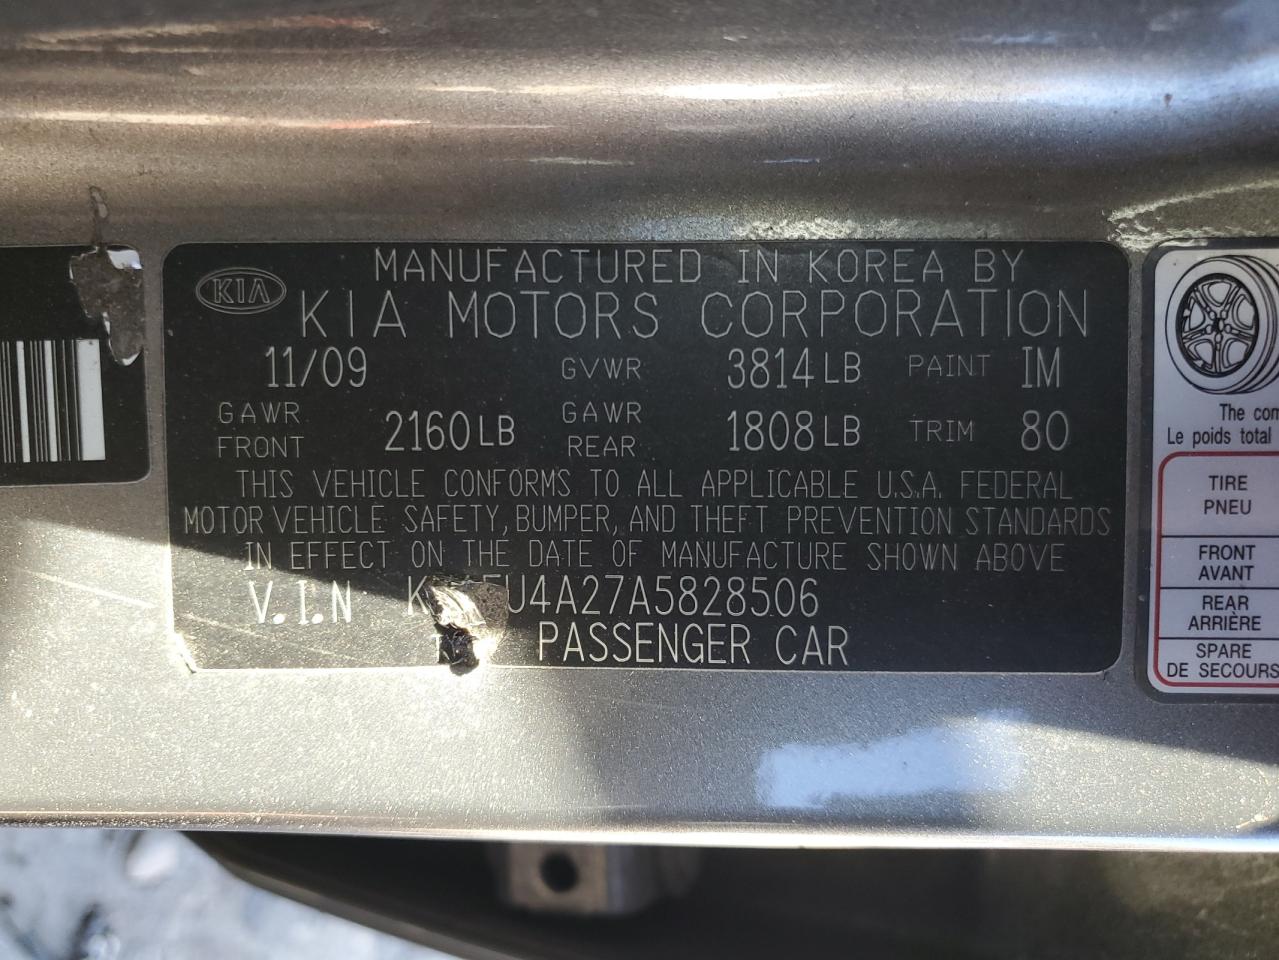 MANUFACTURED IN KOREA BY
KIA
KIA MOTORS CORPORATION
11/09 GVWR 3814LB PAINT IM
GAWR FRONT 2160LB GAWR REAR 1808LB TRIM 80
THIS VEHICLE CONFORMS TO ALL APPLICABLE U.S.A. FEDERAL
MOTOR VEHICLE SAFETY, BUMPER, AND THEFT PREVENTION STANDARDS
IN EFFECT ON THE DATE OF MANUFACTURE SHOWN ABOVE
V.I.N
PASSENGER CAR
The
Le poids total
TIRE
PNEU
FRONT
AVANT
REAR
ARRIÈRE
SPARE
DE SECOURS